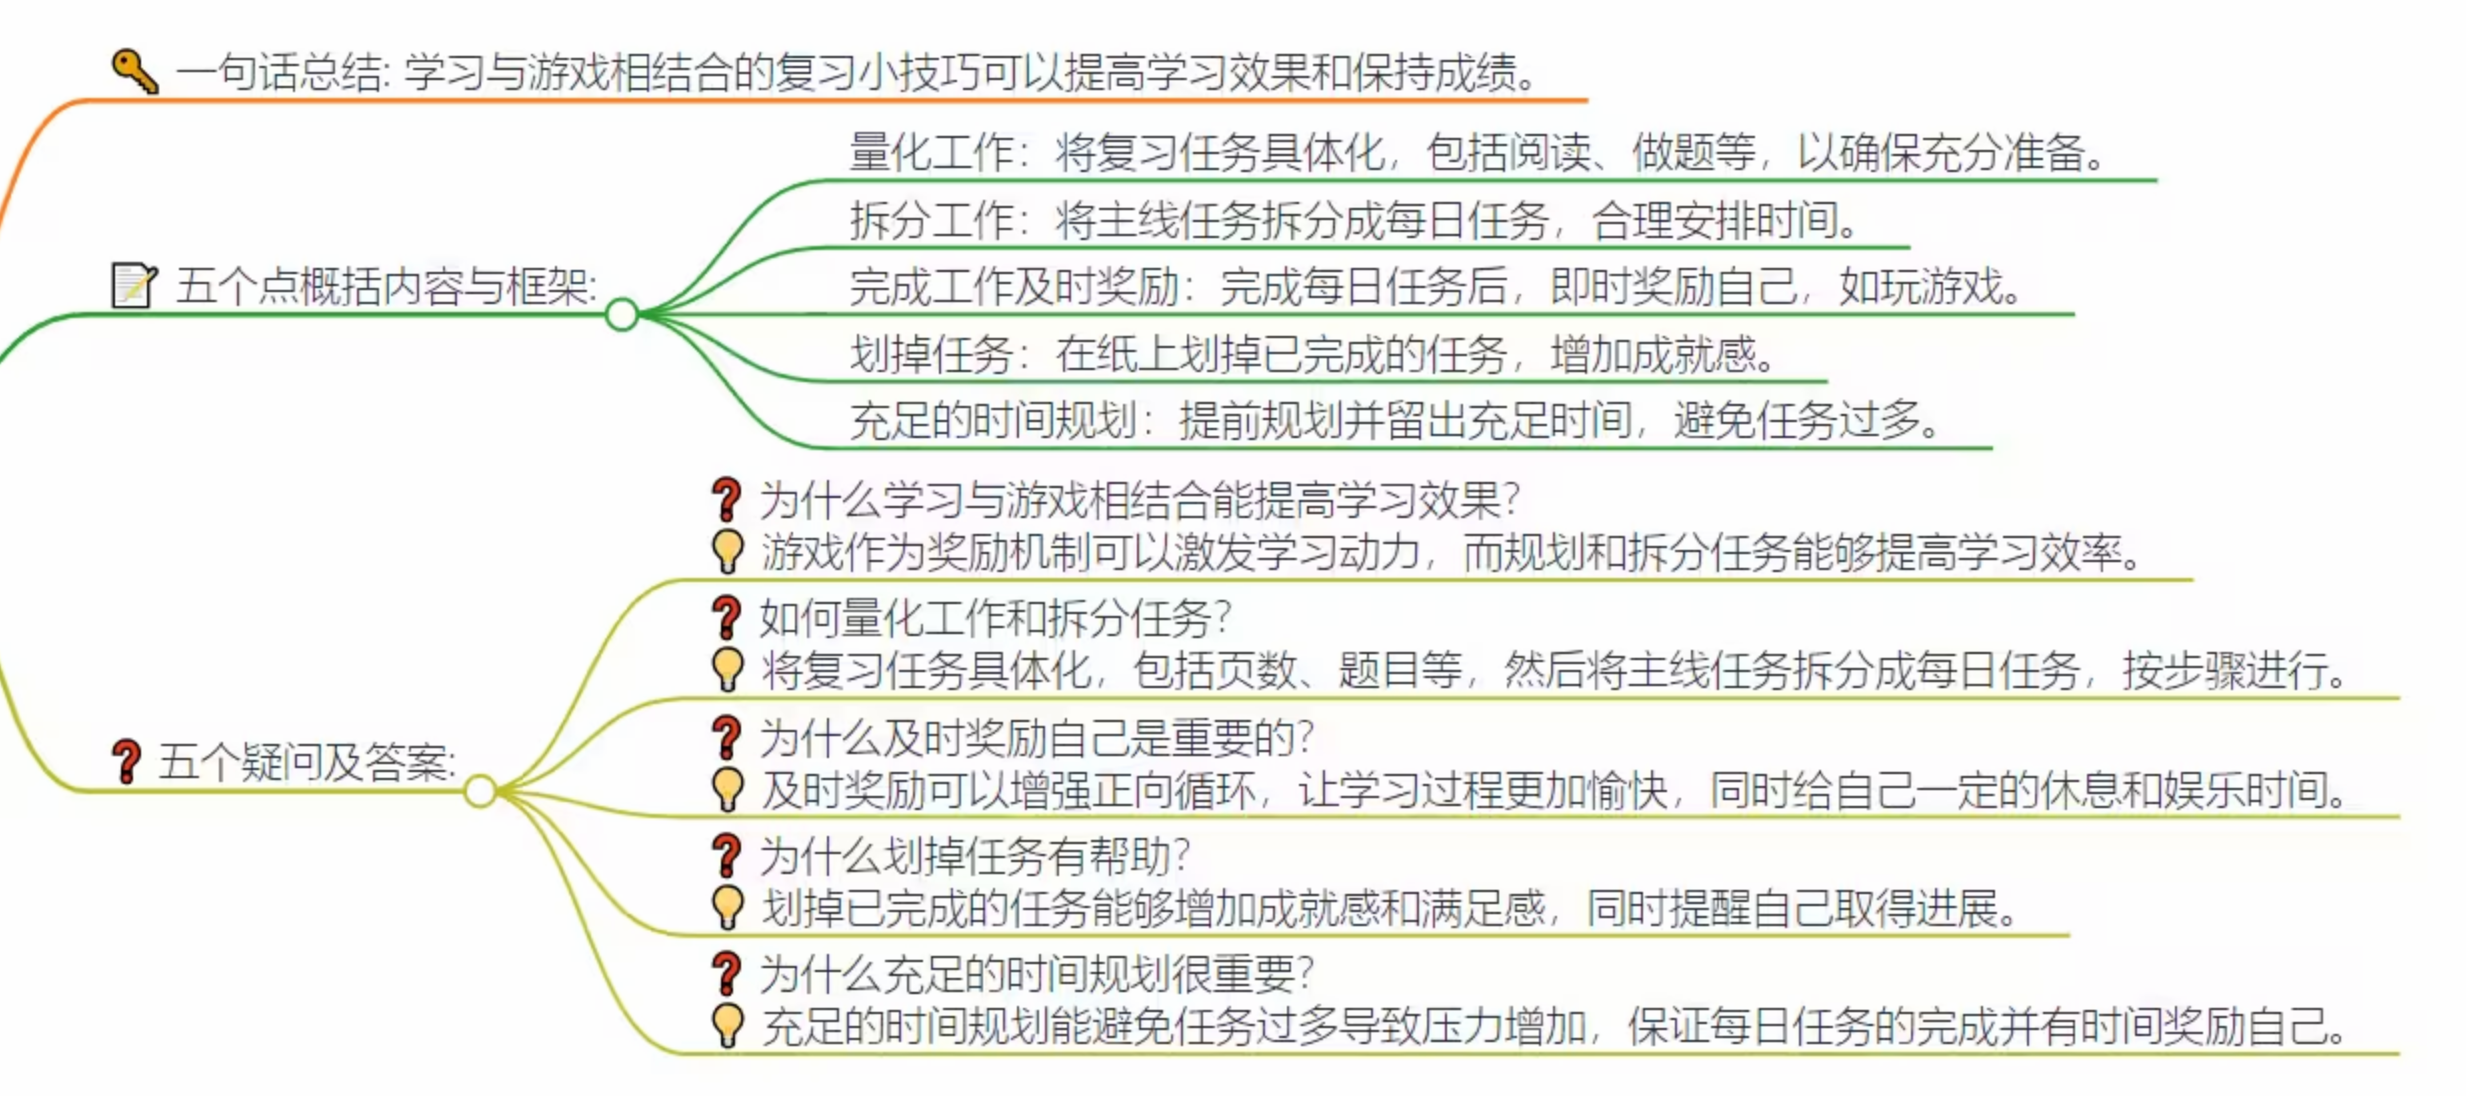 🔑 一句话总结: 学习与游戏相结合的复习小技巧可以提高学习效果和保持成绩。
📝 五个点概括内容与框架:
量化工作：将复习任务具体化，包括阅读、做题等，以确保充分准备。
拆分工作：将主线任务拆分成每日任务，合理安排时间。
完成工作及时奖励：完成每日任务后，即时奖励自己，如玩游戏。
划掉任务：在纸上划掉已完成的任务，增加成就感。
充足的时间规划：提前规划并留出充足时间，避免任务过多。
❓ 五个疑问及答案:
❓ 为什么学习与游戏相结合能提高学习效果？
💡 游戏作为奖励机制可以激发学习动力，而规划和拆分任务能够提高学习效率。
❓ 如何量化工作和拆分任务？
💡 将复习任务具体化，包括页数、题目等，然后将主线任务拆分成每日任务，按步骤进行。
❓ 为什么及时奖励自己是重要的？
💡 及时奖励可以增强正向循环，让学习过程更加愉快，同时给自己一定的休息和娱乐时间。
❓ 为什么划掉任务有帮助？
💡 划掉已完成的任务能够增加成就感和满足感，同时提醒自己取得进展。
❓ 为什么充足的时间规划很重要？
💡 充足的时间规划能避免任务过多导致压力增加，保证每日任务的完成并有时间奖励自己。